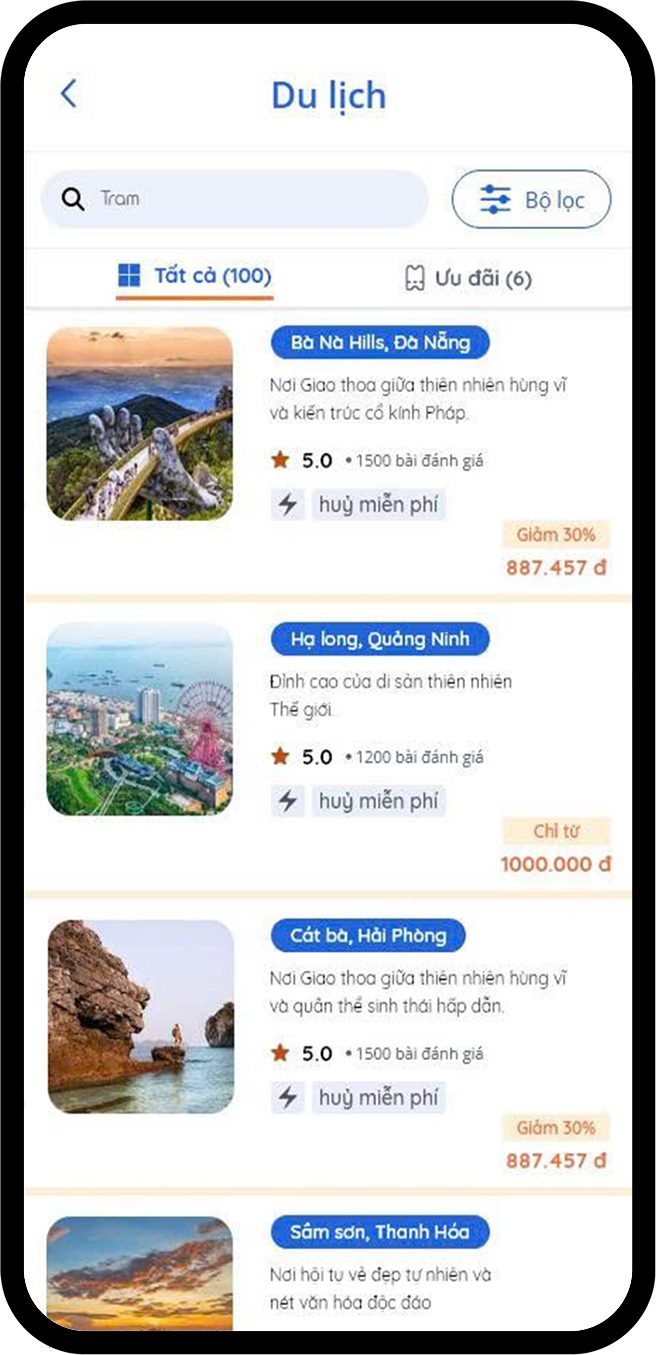 Du lịch
Tram
Bộ lọc
Tất cả (100)
Ưu đãi (6)
Bà Nà Hills, Đà Nẵng
Nơi Giao thoa giữa thiên nhiên hùng vĩ
và kiến trúc cổ kính Pháp.
5.0 • 1500 bài đánh giá
huỷ miễn phí
Giảm 30%
887.457 đ
Hạ long, Quảng Ninh
Đỉnh cao của di sản thiên nhiên
Thế giới.
5.0 • 1200 bài đánh giá
huỷ miễn phí
Chỉ từ
1000.000 đ
Cát bà, Hải Phòng
Nơi Giao thoa giữa thiên nhiên hùng vĩ
và quần thể sinh thái hấp dẫn.
5.0 • 1500 bài đánh giá
huỷ miễn phí
Giảm 30%
887.457 đ
Sầm sơn, Thanh Hóa
Nơi hội tụ vẻ đẹp tự nhiên và
nét văn hóa độc đáo